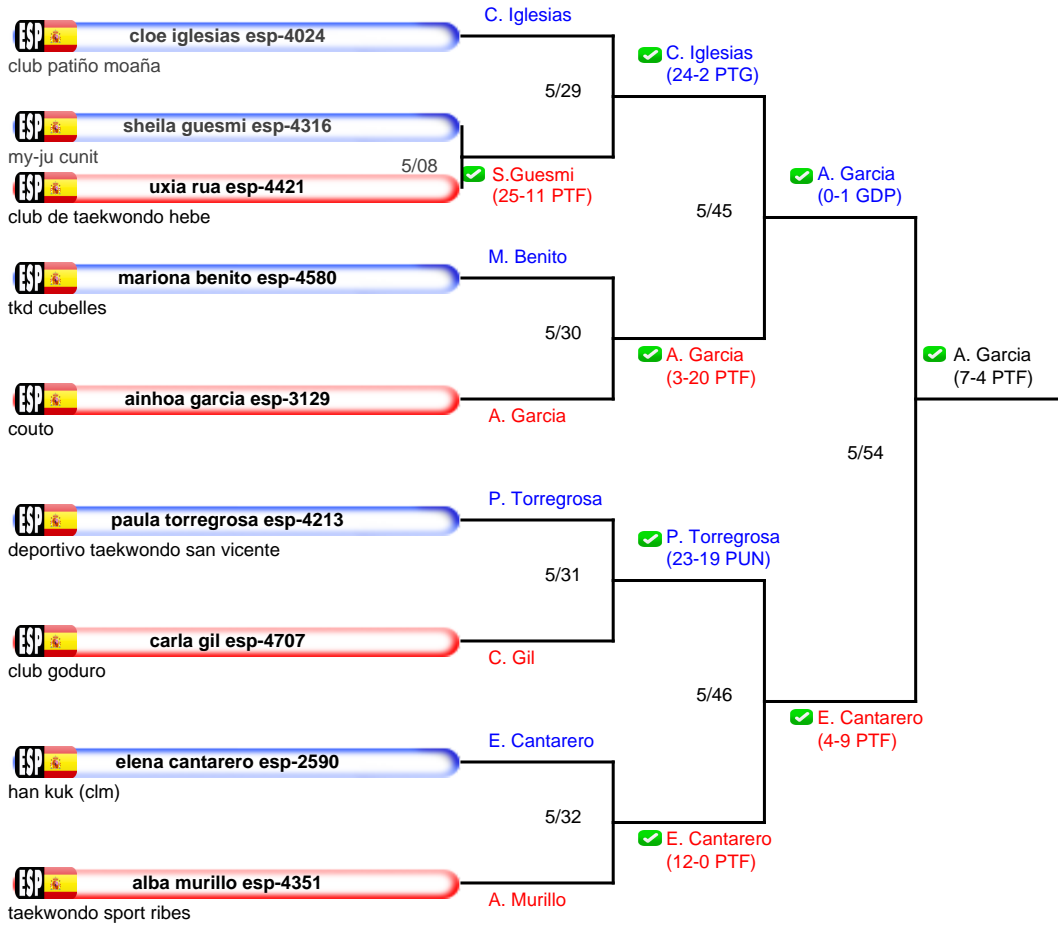 ESP cloe iglesias esp-4024
club patiño moaña
ESP sheila guesmi esp-4316
my-ju cunit
5/08
ESP uxia rua esp-4421
club de taekwondo hebe
ESP mariona benito esp-4580
tkd cubelles
ESP ainhoa garcia esp-3129
couto
ESP paula torregrosa esp-4213
deportivo taekwondo san vicente
ESP carla gil esp-4707
club goduro
ESP elena cantarero esp-2590
han kuk (clm)
ESP alba murillo esp-4351
taekwondo sport ribes
C. Iglesias
5/29
S.Guesmi
(25-11 PTF)
M. Benito
5/30
A. Garcia
P. Torregrosa
5/31
C. Gil
E. Cantarero
5/32
A. Murillo
C. Iglesias
(24-2 PTG)
5/45
A. Garcia
(3-20 PTF)
P. Torregrosa
(23-19 PUN)
5/46
E. Cantarero
(12-0 PTF)
A. Garcia
(0-1 GDP)
5/54
E. Cantarero
(4-9 PTF)
A. Garcia
(7-4 PTF)